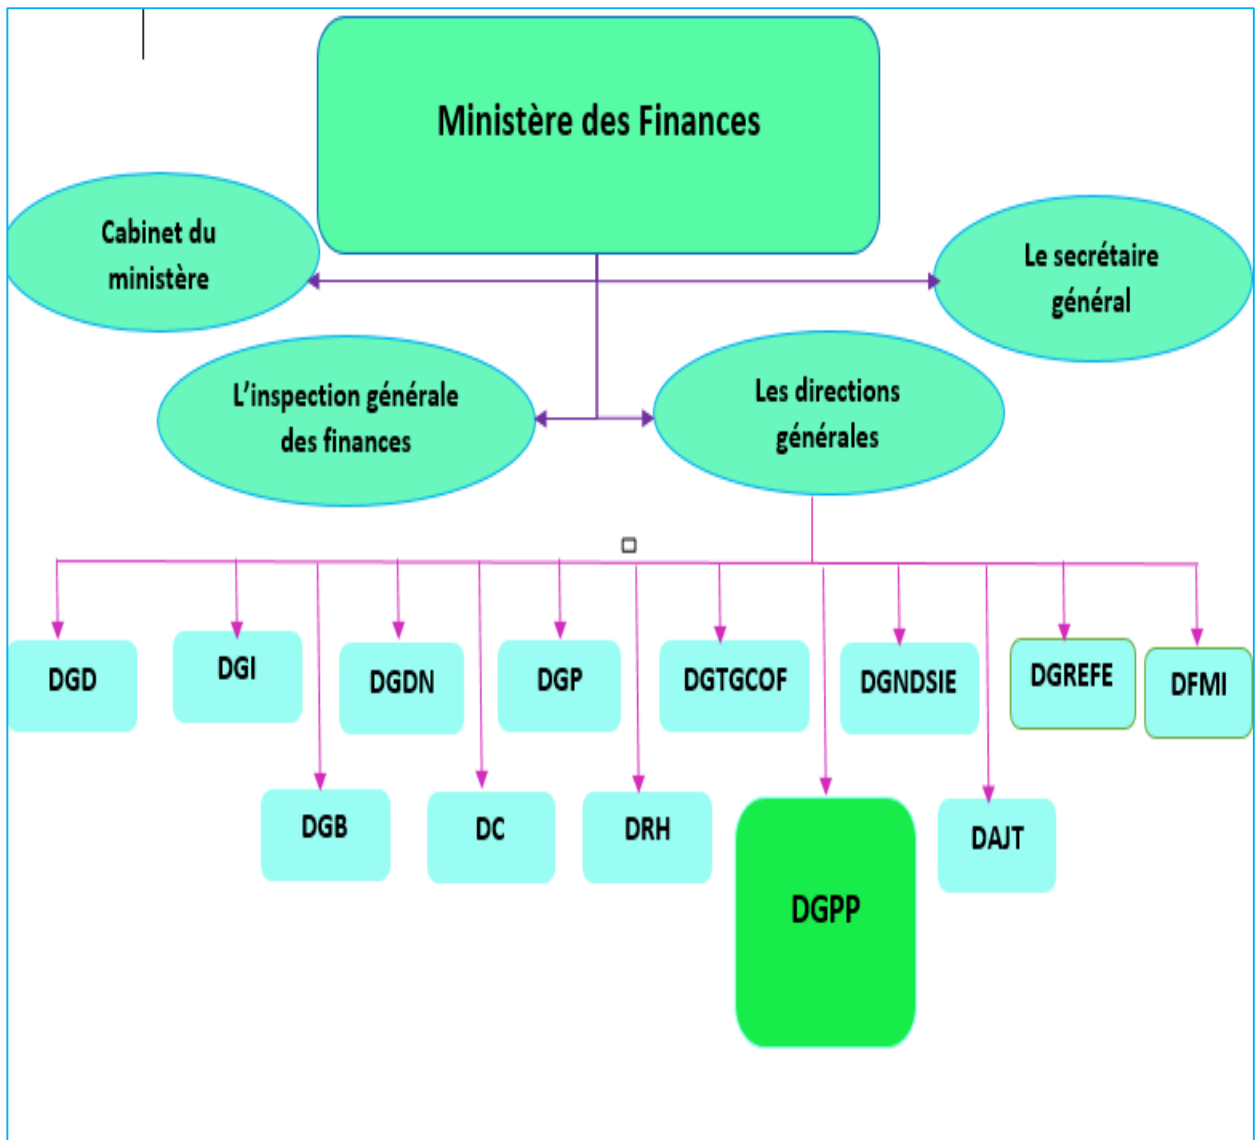 Ministère des Finances
Cabinet du
ministère
Le secrétaire
général
L'inspection générale
des finances
Les directions
générales
DGD
DGI
DGDN
DGP
DGTGCOF
DGNDSIE
DGREFE
DFMI
DGB
DC
DRH
DGPP
DAJT